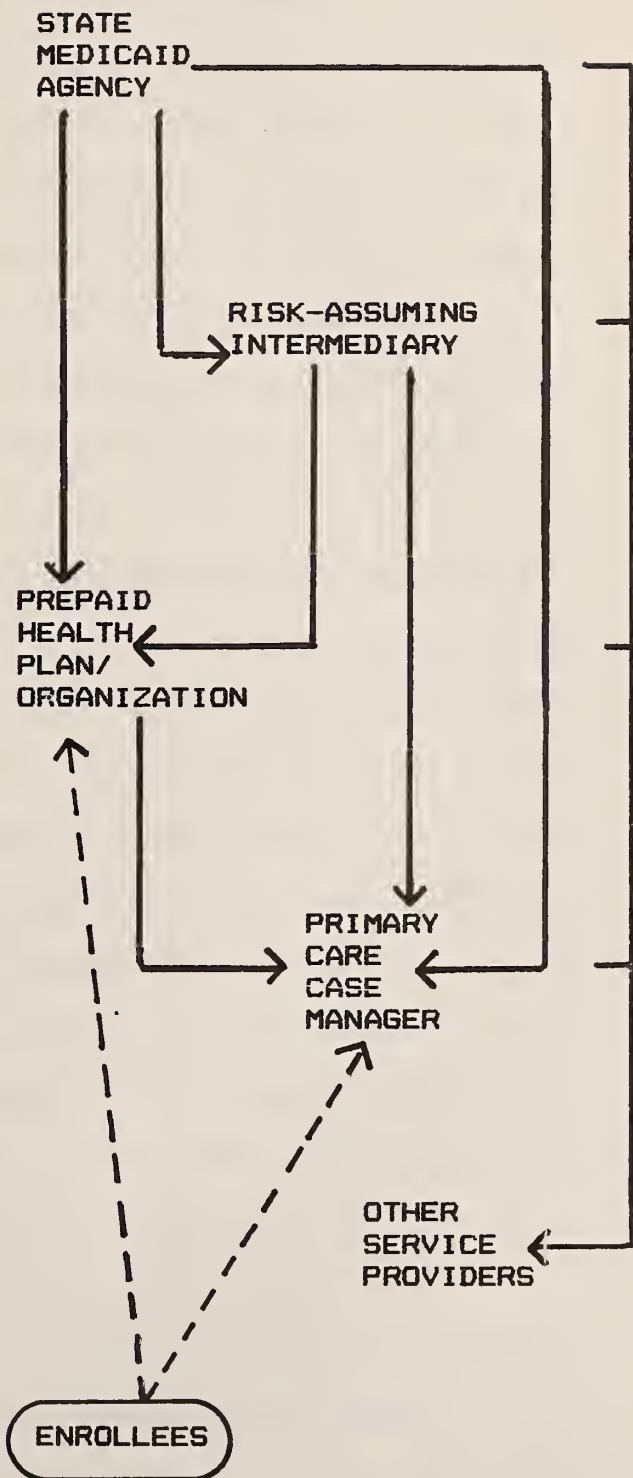 STATE
MEDICAID
AGENCY
RISK-ASSUMING
INTERMEDIARY
PREPAID
HEALTH
PLAN/
ORGANIZATION
PRIMARY
CARE
CASE
MANAGER
OTHER
SERVICE
PROVIDERS
ENROLLEES